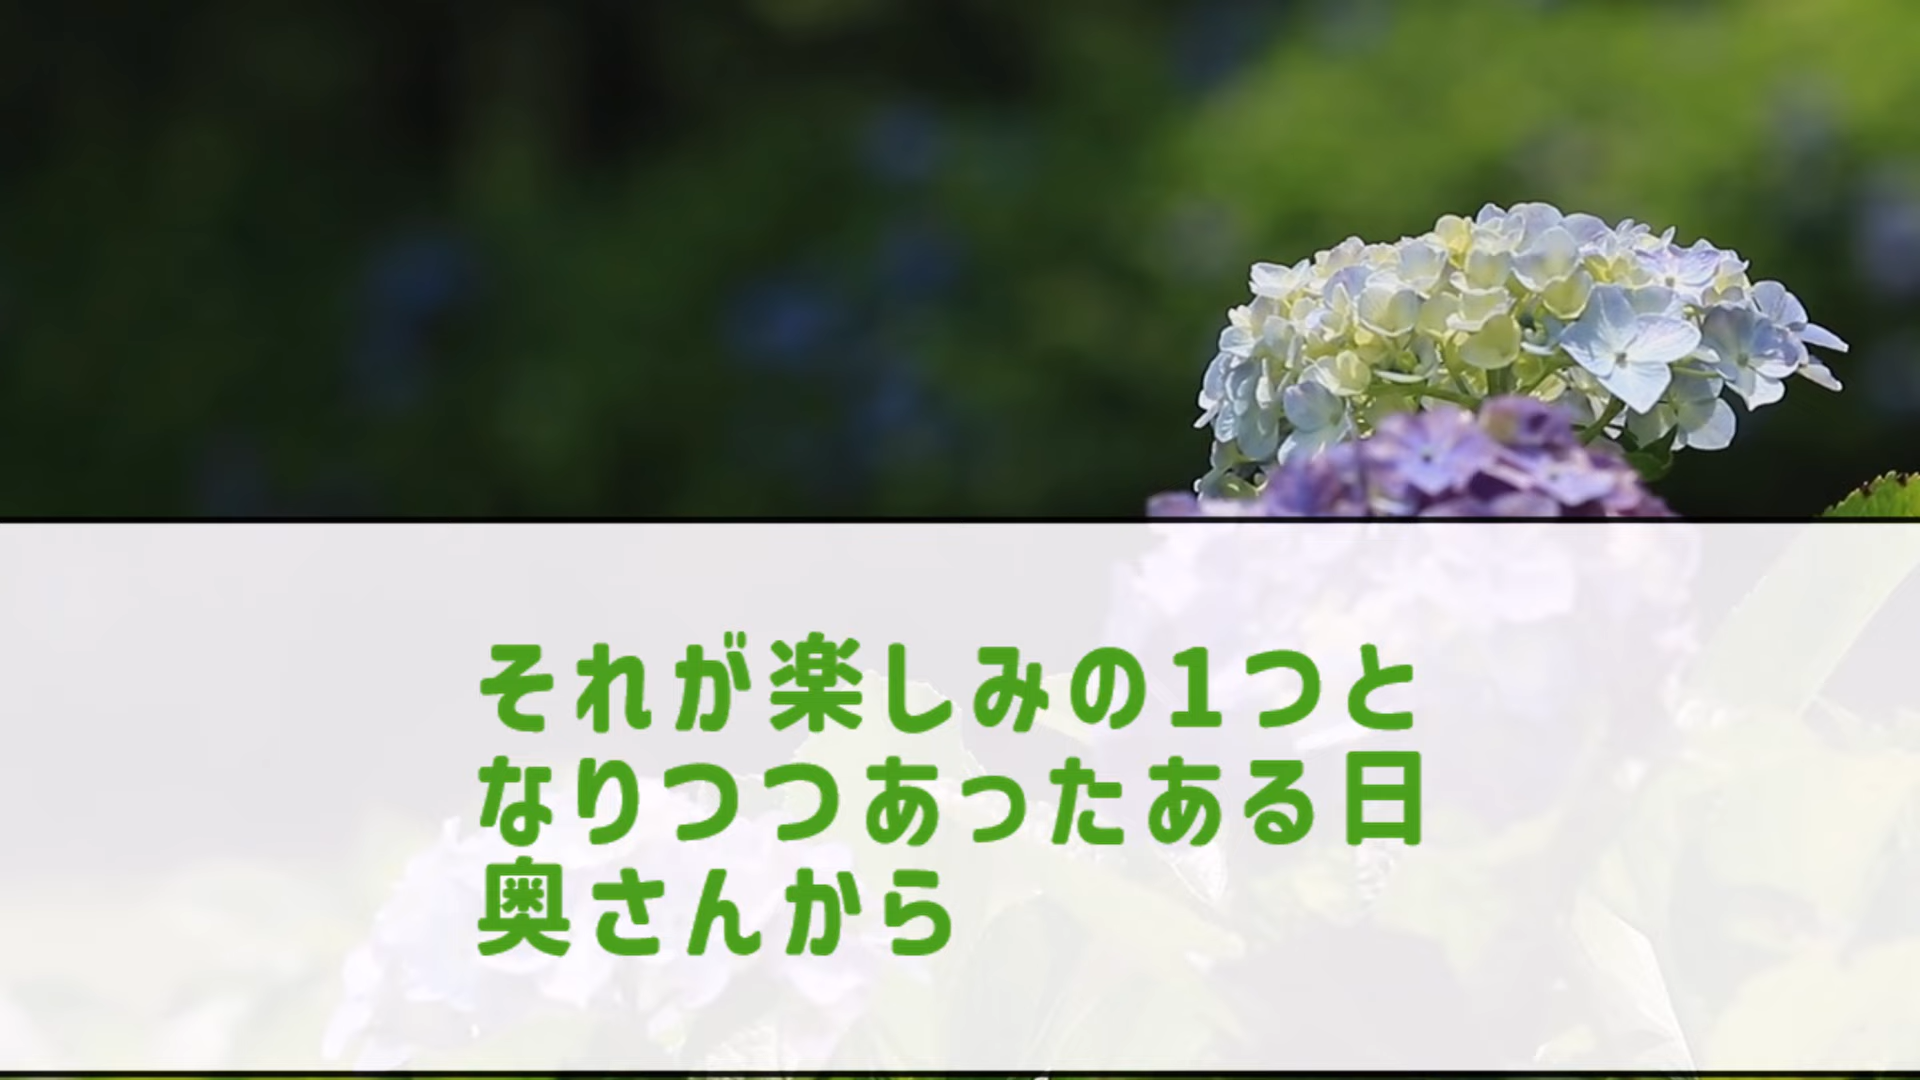 それが楽しみの1つと
なりつつあったある日
奥さんから